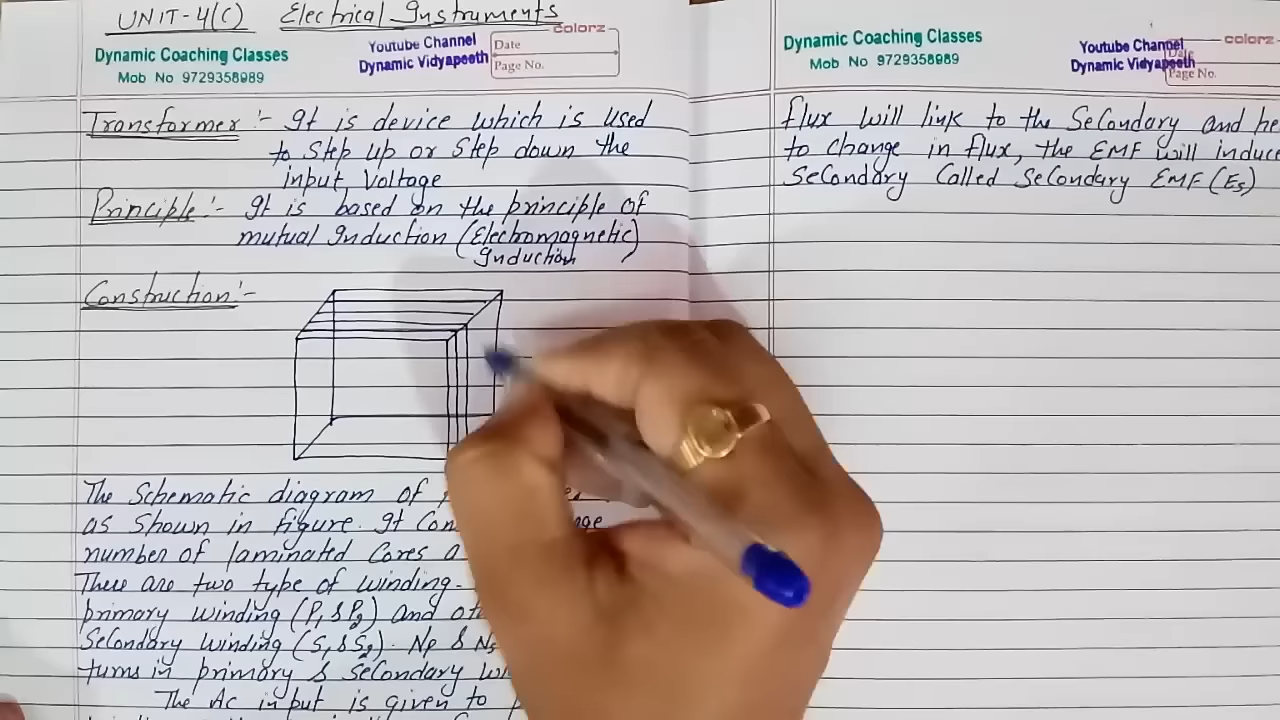 UNIT-4(C) Electrical Instruments
Dynamic Coaching Classes
Mob No 9729358989
Youtube Channel
Dynamic Vidyapeeth
colorz
Date
Page No.
Transformer :- It is device which is used
to Step up or Step down the
input Voltage
Principle :- It is based on the principle of
mutual Induction (Electromagnetic)
Induction
Construction :-
The Schematic diagram of
as Shown in figure. It Con
number of laminated Cores
There are two type of winding-
primary winding (P1 & P2) and
Secondary winding (S1 & S2). Np & Ns
turns in primary & Secondary
The Ac input is given to
Dynamic Coaching Classes
Mob No 9729358989
Youtube Channel
Dynamic Vidyapeeth
colorz
Date
Page No.
flux will link to the Secondary and he
to change in flux, the EMF will induce
Secondary Called Secondary EMF (Es)